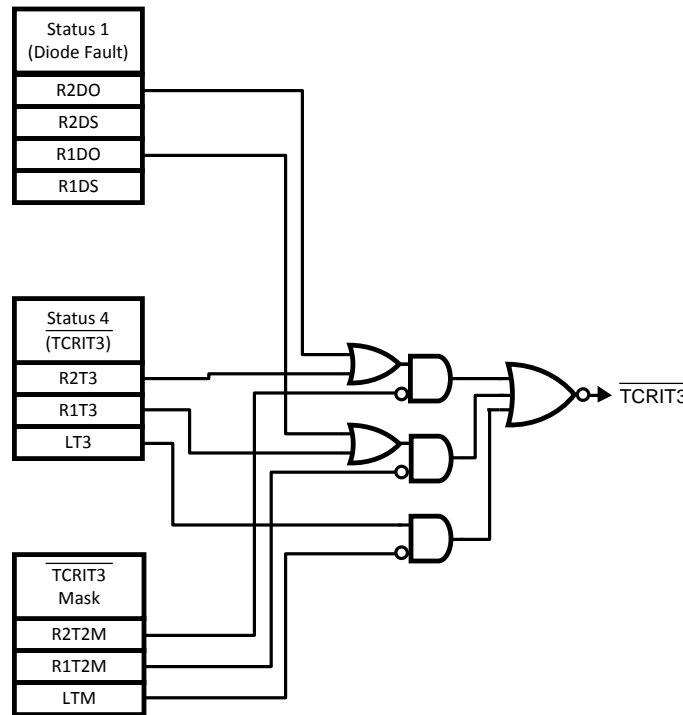 Status 1
(Diode Fault)
R2DO
R2DS
R1DO
R1DS
Status 4
(TCRIT3)
R2T3
R1T3
LT3
TCRIT3
TCRIT3
Mask
R2T2M
R1T2M
LTM